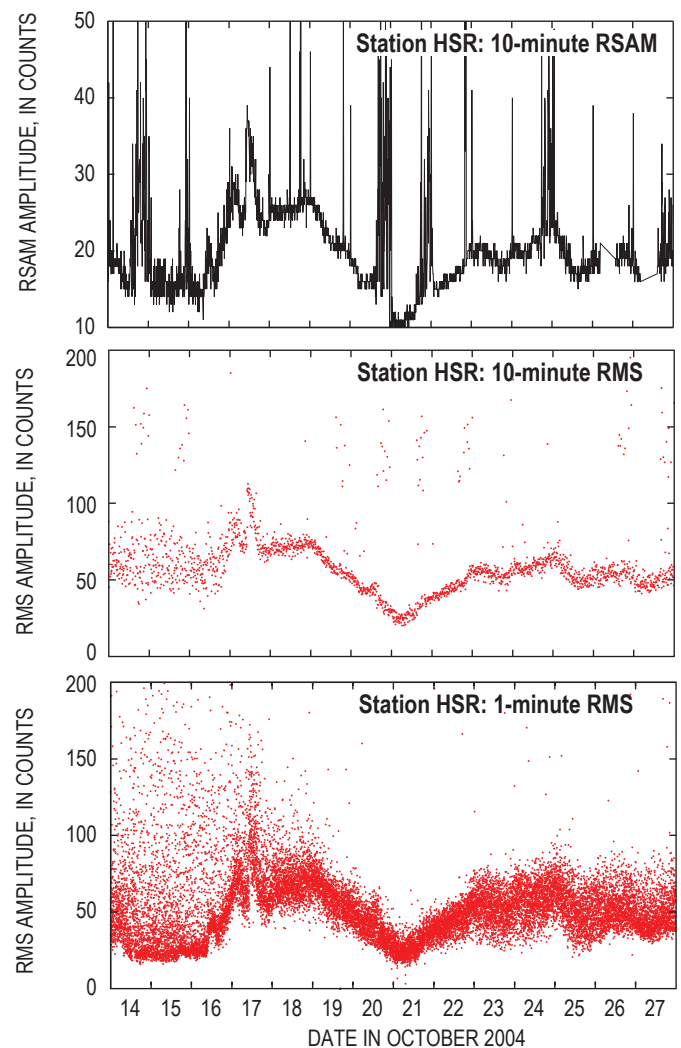 Station HSR: 10-minute RSAM
RSAM AMPLITUDE, IN COUNTS
50
40
30
20
10
Station HSR: 10-minute RMS
RMS AMPLITUDE, IN COUNTS
200
150
100
50
0
Station HSR: 1-minute RMS
RMS AMPLITUDE, IN COUNTS
200
150
100
50
0
14 15 16 17 18 19 20 21 22 23 24 25 26 27
DATE IN OCTOBER 2004